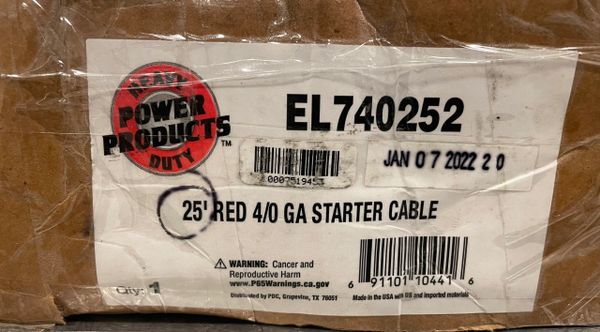 HEAVY
POWER
PRODUCTS
DUTY
TM
EL740252
JAN 07 2022 20
25' RED 4/0 GA STARTER CABLE
WARNING: Cancer and
Reproductive Harm
www.P65Warnings.ca.gov
6 91101 10441 6
Qty: 1
Distributed by PDC, Grapevine, TX 76051
Made in the USA with US and imported materials